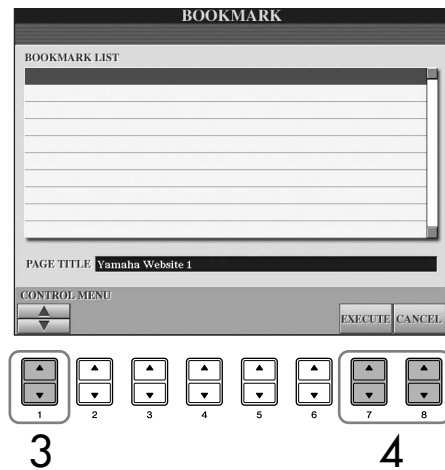 BOOKMARK
BOOKMARK LIST
PAGE TITLE Yamaha Website 1
CONTROL MENU
EXECUTE CANCEL
1 2 3 4 5 6 7 8
3 4